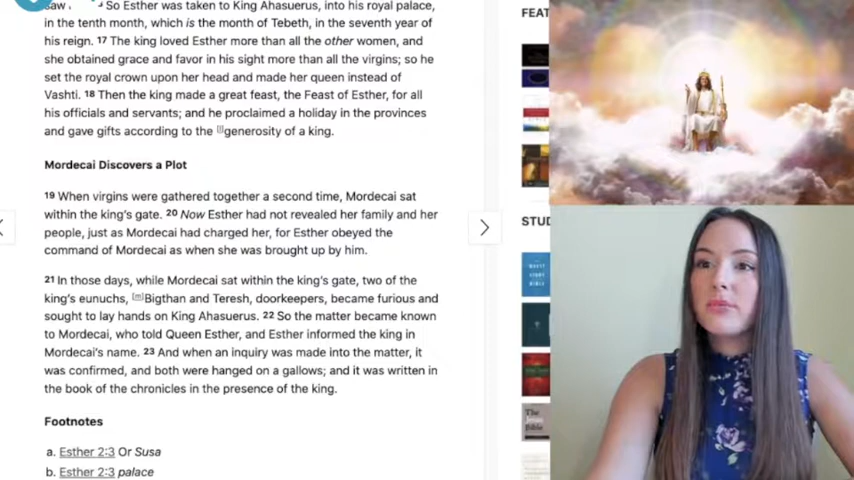 So Esther was taken to King Ahasuerus, into his royal palace,
in the tenth month, which is the month of Tebeth, in the seventh year of
his reign. 17 The king loved Esther more than all the other women, and
she obtained grace and favor in his sight more than all the virgins; so he
set the royal crown upon her head and made her queen instead of
Vashti. 18 Then the king made a great feast, the Feast of Esther, for all
his officials and servants; and he proclaimed a holiday in the provinces
and gave gifts according to the generosity of a king.
Mordecai Discovers a Plot
19 When virgins were gathered together a second time, Mordecai sat
within the king's gate. 20 Now Esther had not revealed her family and her
people, just as Mordecai had charged her, for Esther obeyed the
command of Mordecai as when she was brought up by him.
21 In those days, while Mordecai sat within the king's gate, two of the
king's eunuchs, [m]Bigthan and Teresh, doorkeepers, became furious and
sought to lay hands on King Ahasuerus. 22 So the matter became known
to Mordecai, who told Queen Esther, and Esther informed the king in
Mordecai's name. 23 And when an inquiry was made into the matter, it
was confirmed, and both were hanged on a gallows; and it was written in
the book of the chronicles in the presence of the king.
Footnotes
a. Esther 2:3 Or Susa
b. Esther 2:3 palace
FEAT
STUD
The
Bible